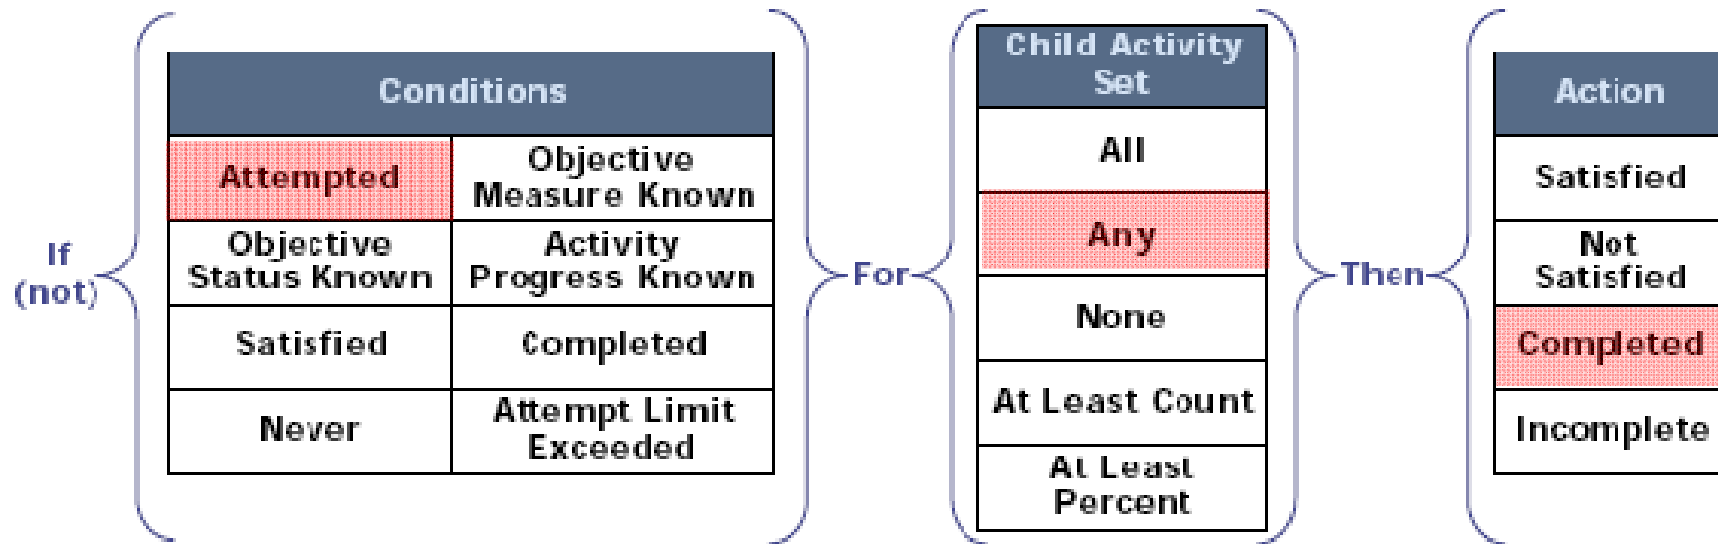 If
(not)
Conditions
Attempted
Objective
Measure Known
Objective
Status Known
Activity
Progress Known
Satisfied
Completed
Never
Attempt Limit
Exceeded
For
Child Activity
Set
All
Any
None
At Least Count
At Least
Percent
Then
Action
Satisfied
Not
Satisfied
Completed
Incomplete